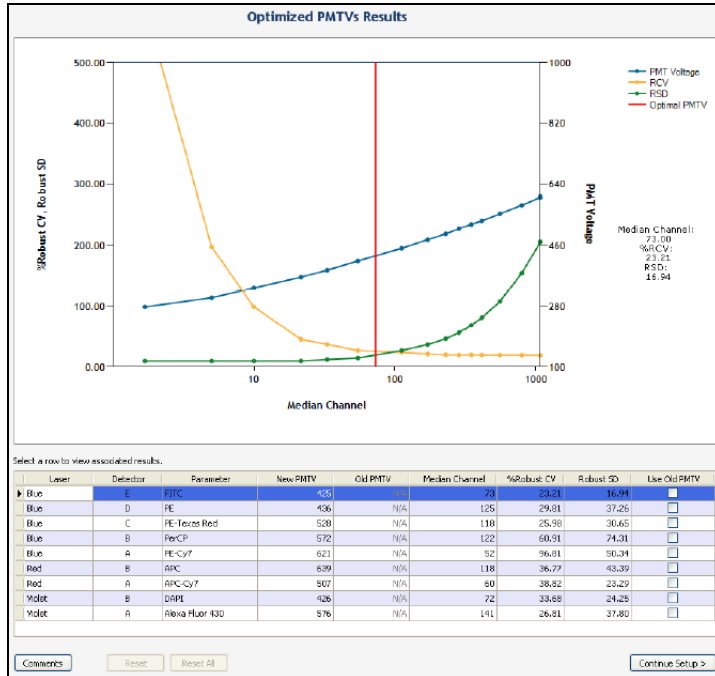 Optimized PMTVs Results
500.00
400.00
300.00
200.00
100.00
0.00
%Robust CV, Robust SD
10
100
1000
Median Channel
1000
820
640
460
280
100
PMT Voltage
PMT Voltage
RCV
RSD
Optimal PMTV
Median Channel:
73.00
%RCV:
23.21
RSD:
16.94
Select a row to view associated results.
Laser Detector Parameter New PMTV Old PMTV Median Channel %Robust CV Robust SD Use Old PMTV
Blue E FITC 425 N/A 73 23.21 16.94
Blue D PE 436 N/A 125 29.81 37.26
Blue C PE-Texas Red 528 N/A 118 25.98 30.65
Blue B PerCP 572 N/A 122 60.91 74.31
Blue A PE-Cy7 621 N/A 52 96.81 50.34
Red B APC 639 N/A 118 36.77 43.39
Red A APC-Cy7 507 N/A 60 38.82 23.29
Violet B DAPI 426 N/A 72 33.68 24.25
Violet A Alexa Fluor 430 576 N/A 141 26.81 37.80
Comments Reset Reset All Continue Setup >